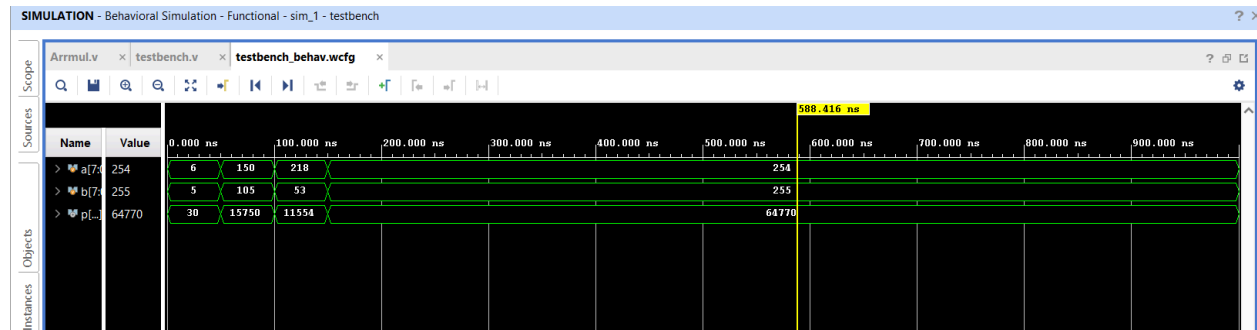 SIMULATION - Behavioral Simulation - Functional - sim_1 - testbench ? ×
Scope
Sources
Objects
Instances
Arrmul.v × testbench.v × testbench_behav.wcfg × ?
588.416 ns
Name Value 0.000 ns 100.000 ns 200.000 ns 300.000 ns 400.000 ns 500.000 ns 600.000 ns 700.000 ns 800.000 ns 900.000 ns
> a[7:0 254 6 150 218 254
> b[7: 255 5 105 53 255
> p[...] 64770 30 15750 11554 64770